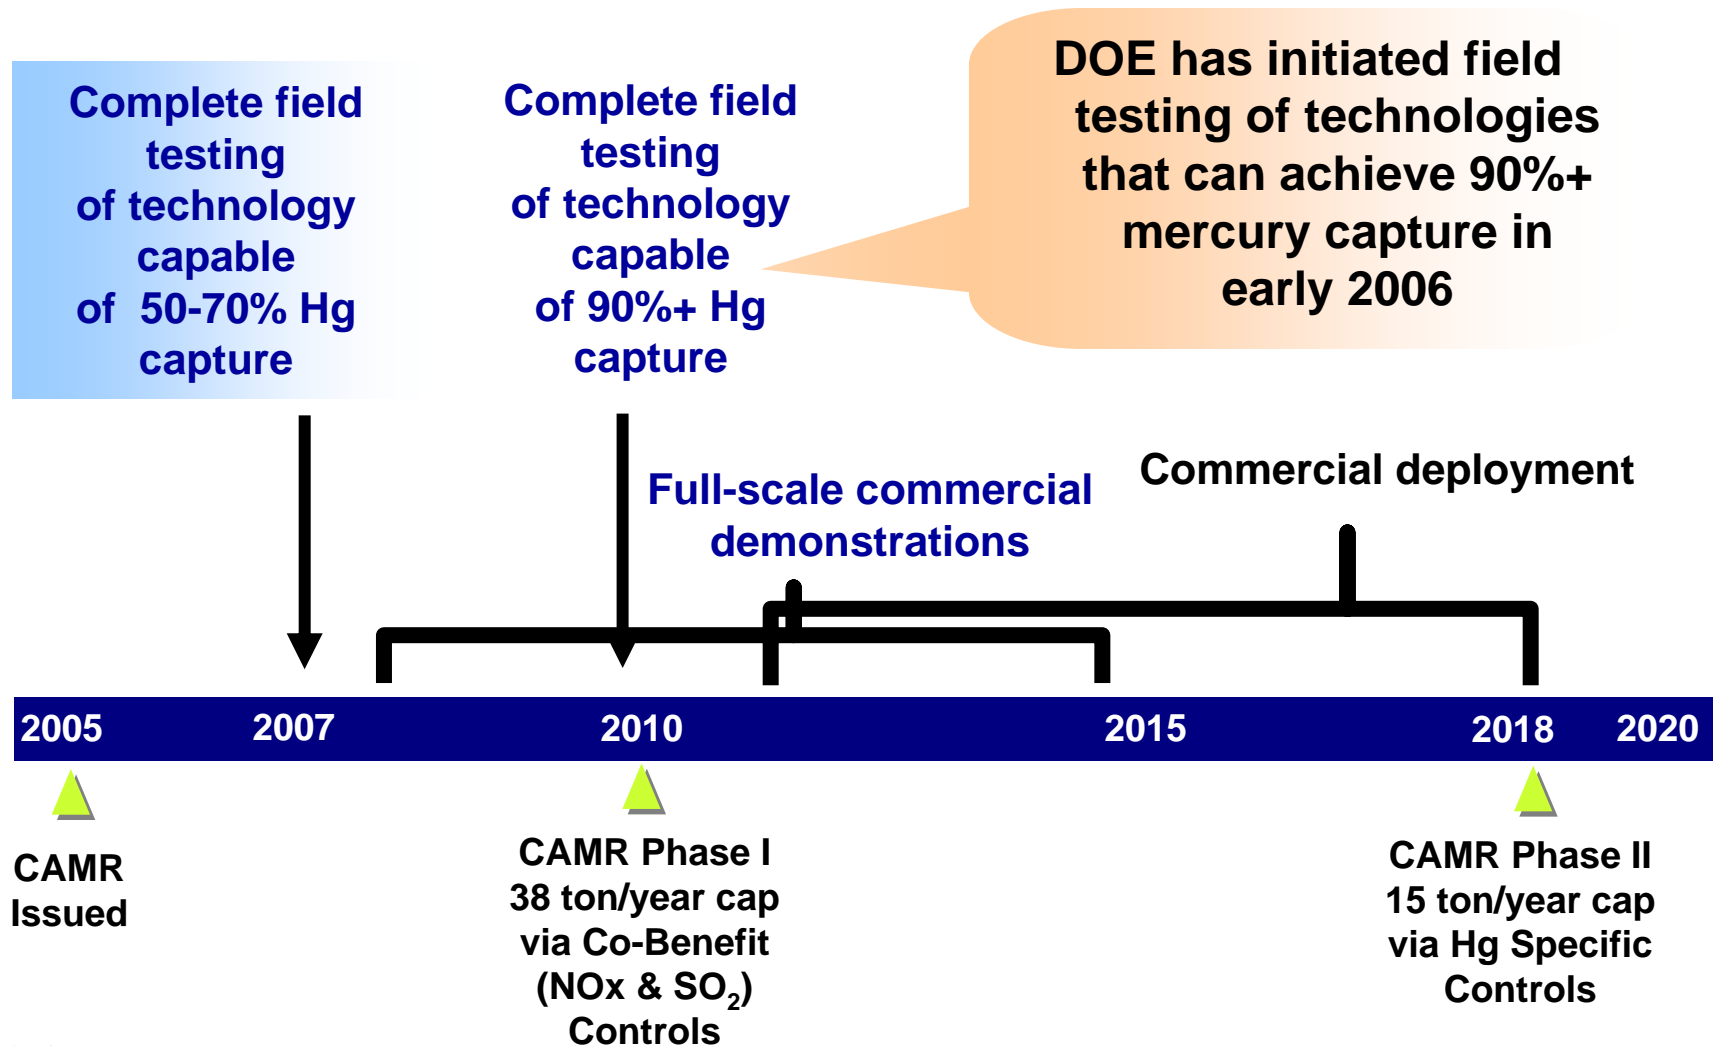 Complete field
testing
of technology
capable
of  50-70% Hg
capture
Complete field
testing
of technology
capable
of 90%+ Hg
capture
DOE has initiated field
testing of technologies
that can achieve 90%+
mercury capture in
early 2006
Full-scale commercial
demonstrations
Commercial deployment
2005 2007 2010 2015 2018 2020
CAMR
Issued
CAMR Phase I
38 ton/year cap
via Co-Benefit
(NOx & SO₂)
Controls
CAMR Phase II
15 ton/year cap
via Hg Specific
Controls